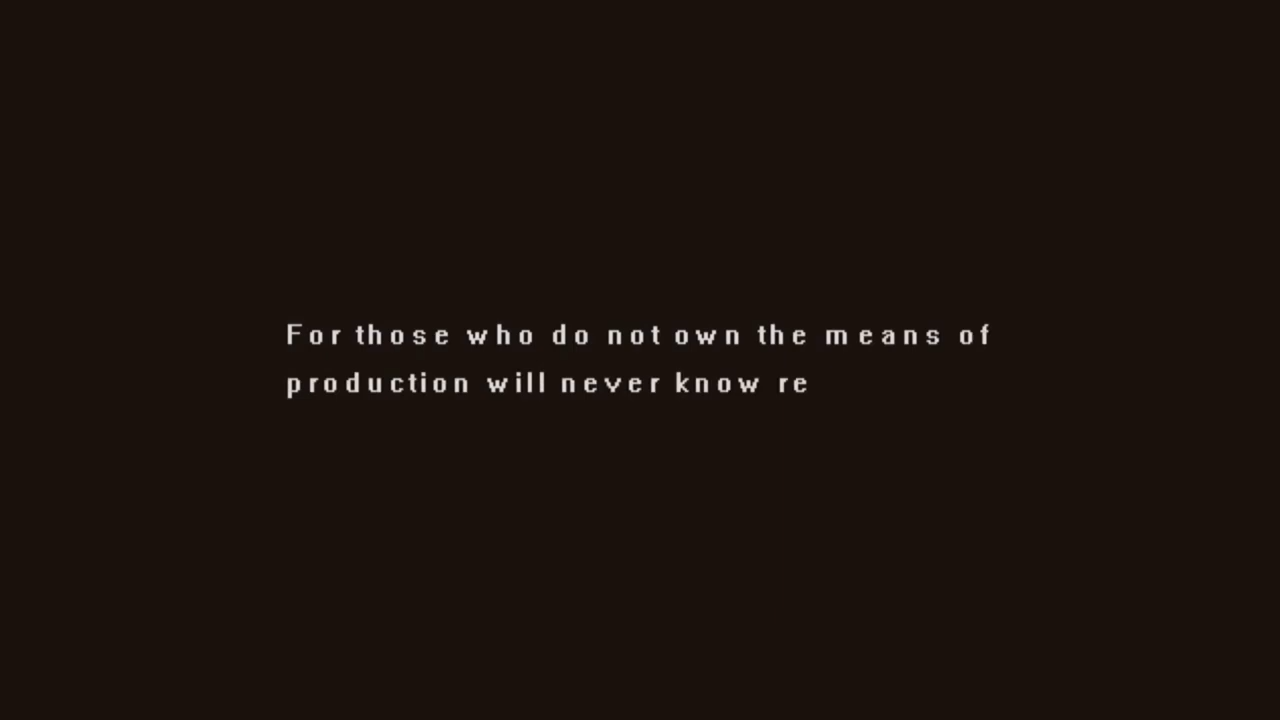 For those who do not own the means of
production will never know re